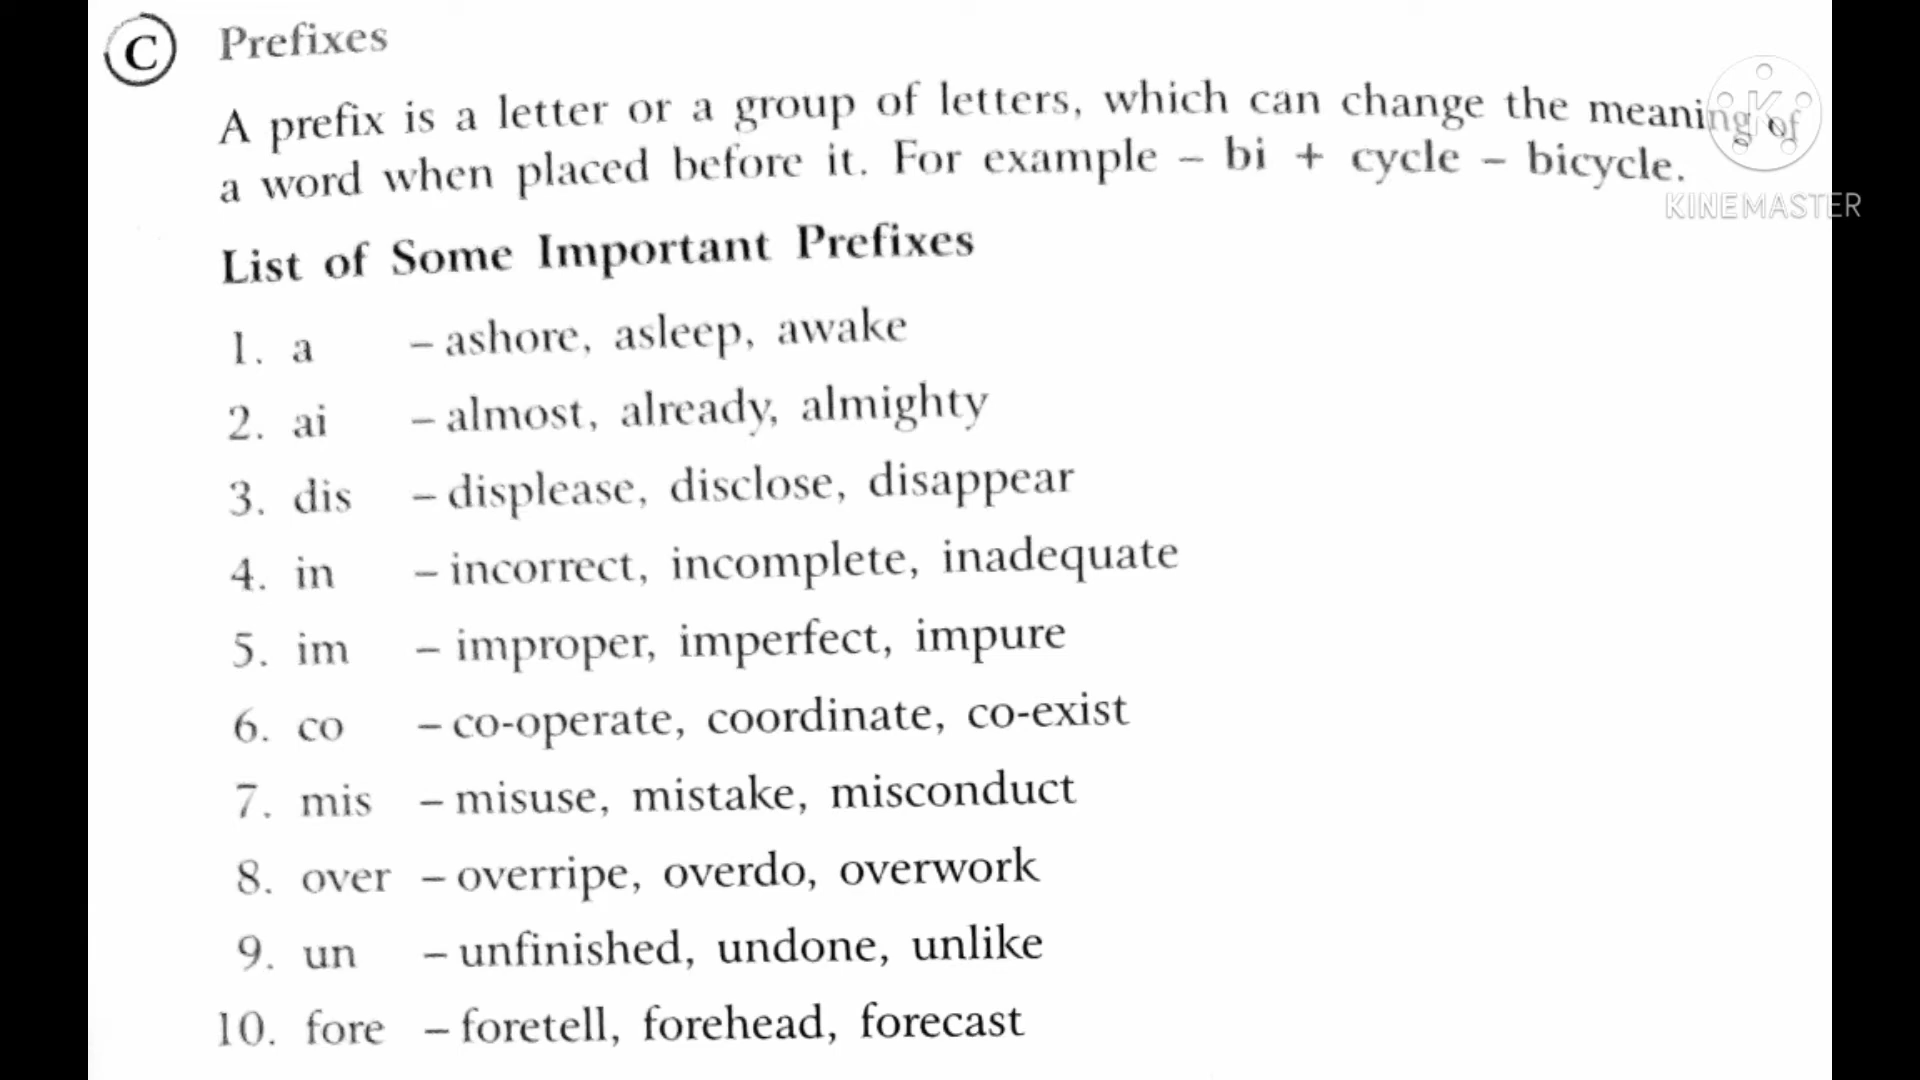 C Prefixes
A prefix is a letter or a group of letters, which can change the meaning of
a word when placed before it. For example – bi + cycle – bicycle.
KINEMASTER
List of Some Important Prefixes
1. a – ashore, asleep, awake
2. ai – almost, already, almighty
3. dis – displease, disclose, disappear
4. in – incorrect, incomplete, inadequate
5. im – improper, imperfect, impure
6. co – co-operate, coordinate, co-exist
7. mis – misuse, mistake, misconduct
8. over – overripe, overdo, overwork
9. un – unfinished, undone, unlike
10. fore – foretell, forehead, forecast